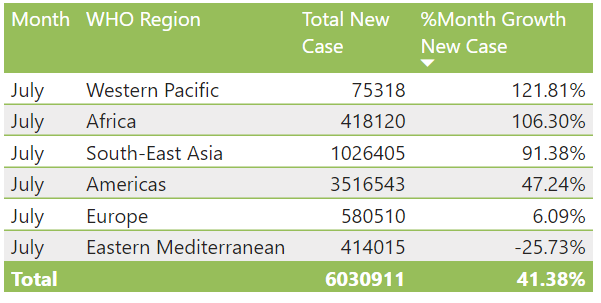 Month WHO Region Total New Case %Month Growth New Case
July Western Pacific 75318 121.81%
July Africa 418120 106.30%
July South-East Asia 1026405 91.38%
July Americas 3516543 47.24%
July Europe 580510 6.09%
July Eastern Mediterranean 414015 -25.73%
Total 6030911 41.38%